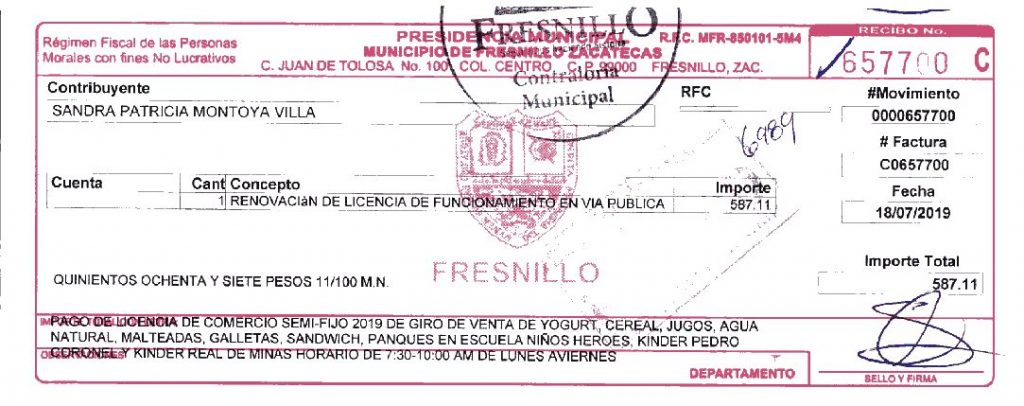 Régimen Fiscal de las Personas
Morales con fines No Lucrativos
PRESIDENCIA MUNICIPAL R.F.C. MFR-850101-5M4
MUNICIPIO DE FRESNILLO ZACATECAS
C. JUAN DE TOLOSA No. 100 COL. CENTRO C.P. 99000 FRESNILLO, ZAC.
FRESNILLO
Contraloría
Municipal
RECIBO No.
657700 C
Contribuyente
SANDRA PATRICIA MONTOYA VILLA
RFC
6989
#Movimiento
0000657700
# Factura
C0657700
Fecha
18/07/2019
Cuenta Cant Concepto Importe
1 RENOVACIàN DE LICENCIA DE FUNCIONAMIENTO EN VIA PUBLICA 587.11
FRESNILLO
Importe Total
587.11
QUINIENTOS OCHENTA Y SIETE PESOS 11/100 M.N.
PAGO DE LICENCIA DE COMERCIO SEMI-FIJO 2019 DE GIRO DE VENTA DE YOGURT, CEREAL, JUGOS, AGUA
NATURAL, MALTEADAS, GALLETAS, SANDWICH, PANQUES EN ESCUELA NIÑOS HEROES, KINDER PEDRO
CORONEL Y KINDER REAL DE MINAS HORARIO DE 7:30-10:00 AM DE LUNES AVIERNES
OBSERVACIONES
DEPARTAMENTO
SELLO Y FIRMA